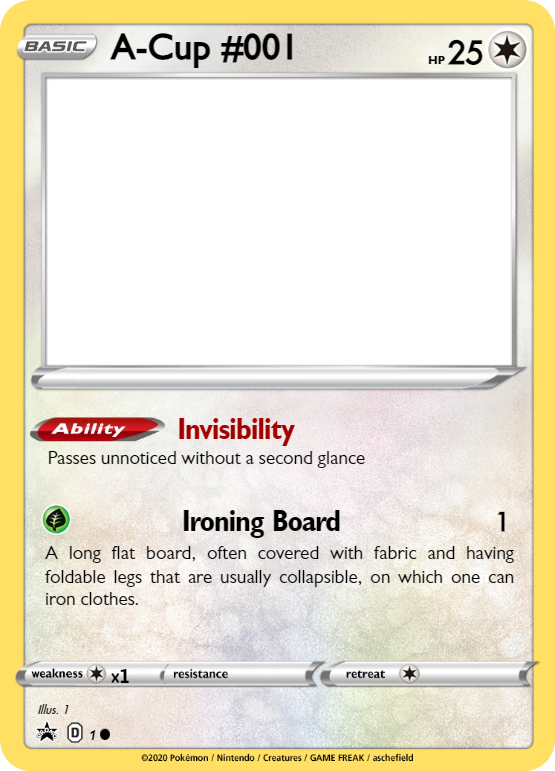 BASIC A-Cup #001 HP 25
Ability Invisibility
Passes unnoticed without a second glance
Ironing Board 1
A long flat board, often covered with fabric and having
foldable legs that are usually collapsible, on which one can
iron clothes.
weakness x1 resistance retreat
Illus. 1
D 1
©2020 Pokémon / Nintendo / Creatures / GAME FREAK / aschefield